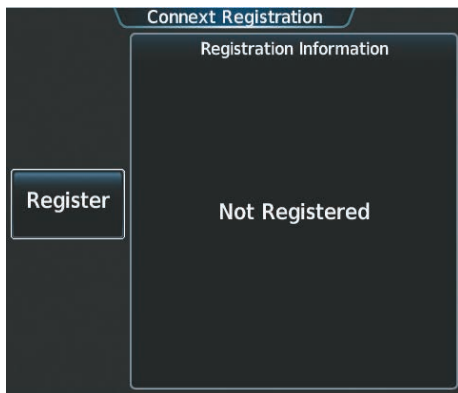 Connext Registration
Registration Information
Register
Not Registered